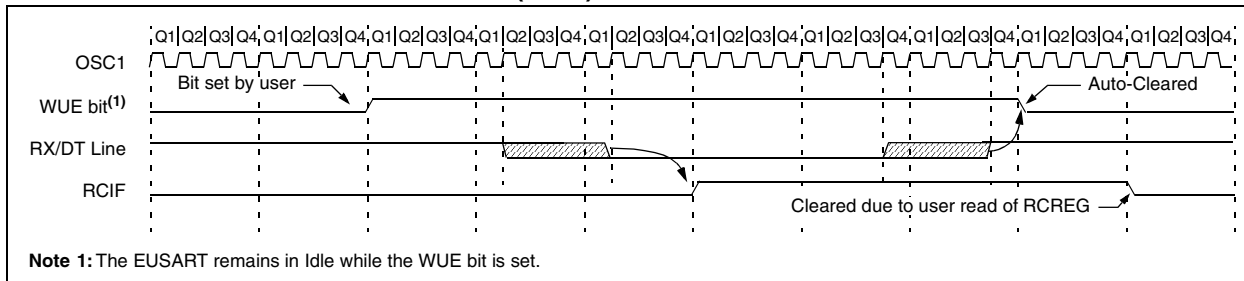 Q1 Q2 Q3 Q4 Q1 Q2 Q3 Q4 Q1 Q2 Q3 Q4 Q1 Q2 Q3 Q4 Q1 Q2 Q3 Q4 Q1 Q2 Q3 Q4 Q1 Q2 Q3 Q4 Q1 Q2 Q3 Q4 Q1 Q2 Q3 Q4 Q1 Q2 Q3 Q4
OSC1
Bit set by user
Auto-Cleared
WUE bit(1)
RX/DT Line
RCIF
Cleared due to user read of RCREG
Note 1: The EUSART remains in Idle while the WUE bit is set.